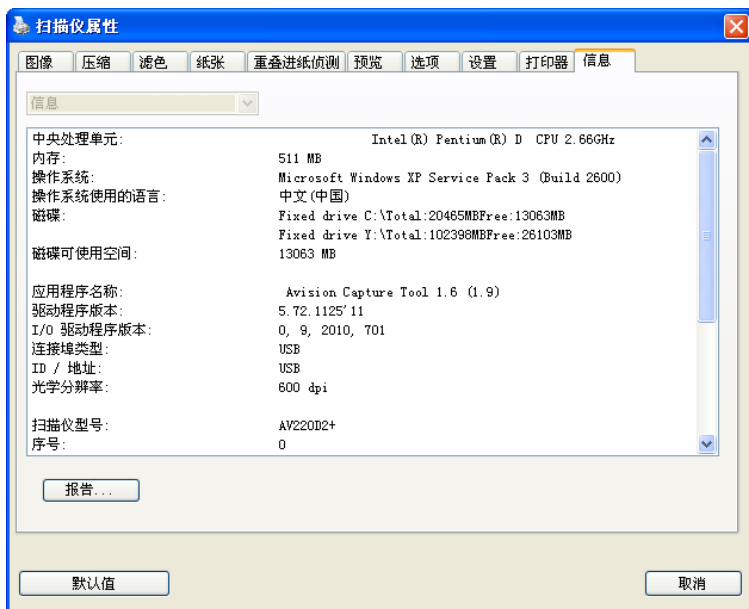 扫描仪属性
图像 压缩 滤色 纸张 重叠进纸侦测 预览 选项 设置 打印器 信息
信息
中央处理单元: Intel(R) Pentium(R) D CPU 2.66GHz
内存: 511 MB
操作系统: Microsoft Windows XP Service Pack 3 (Build 2600)
操作系统使用的语言: 中文(中国)
磁碟: Fixed drive C:\Total:20465MBFree:13063MB
Fixed drive Y:\Total:102398MBFree:26103MB
磁碟可使用空间: 13063 MB
应用程序名称: Avision Capture Tool 1.6 (1.9)
驱动程序版本: 5.72.1125'11
I/O 驱动程序版本: 0, 9, 2010, 701
连接埠类型: USB
ID / 地址: USB
光学分辨率: 600 dpi
扫描仪型号: AV220D2+
序号: 0
报告...
默认值 取消